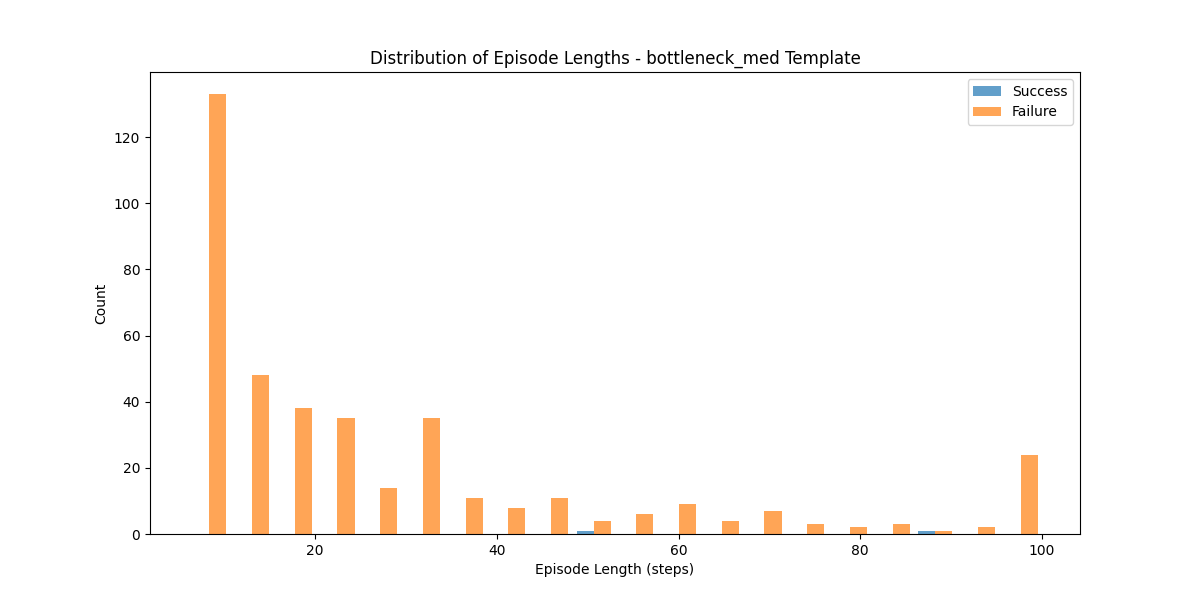 Distribution of Episode Lengths - bottleneck_med Template
Success
Failure
Count
120
100
80
60
40
20
0
20 40 60 80 100
Episode Length (steps)